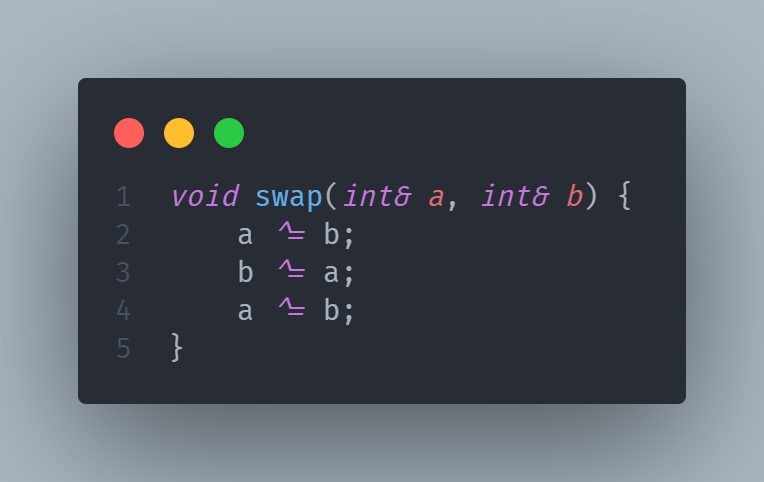 1 void swap(int& a, int& b) {
2     a ^= b;
3     b ^= a;
4     a ^= b;
5 }